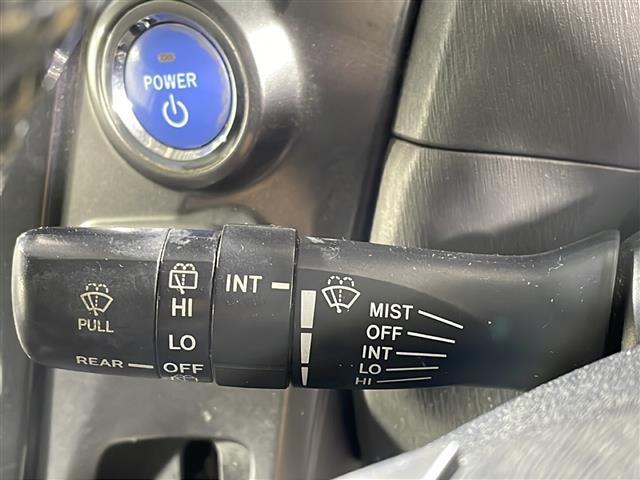 POWER
PULL
REAR
HI
LO
OFF
INT
MIST
OFF
INT
LO
HI